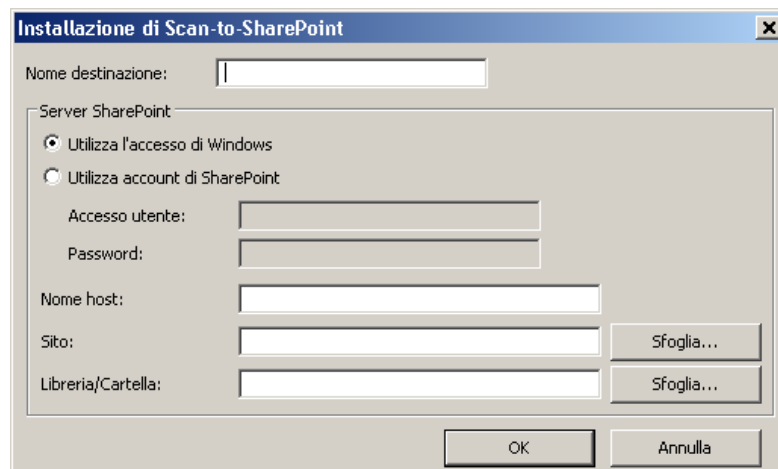 Installazione di Scan-to-SharePoint
Nome destinazione:
Server SharePoint
Utilizza l'accesso di Windows
Utilizza account di SharePoint
Accesso utente:
Password:
Nome host:
Sito: Sfoglia...
Libreria/Cartella: Sfoglia...
OK Annulla